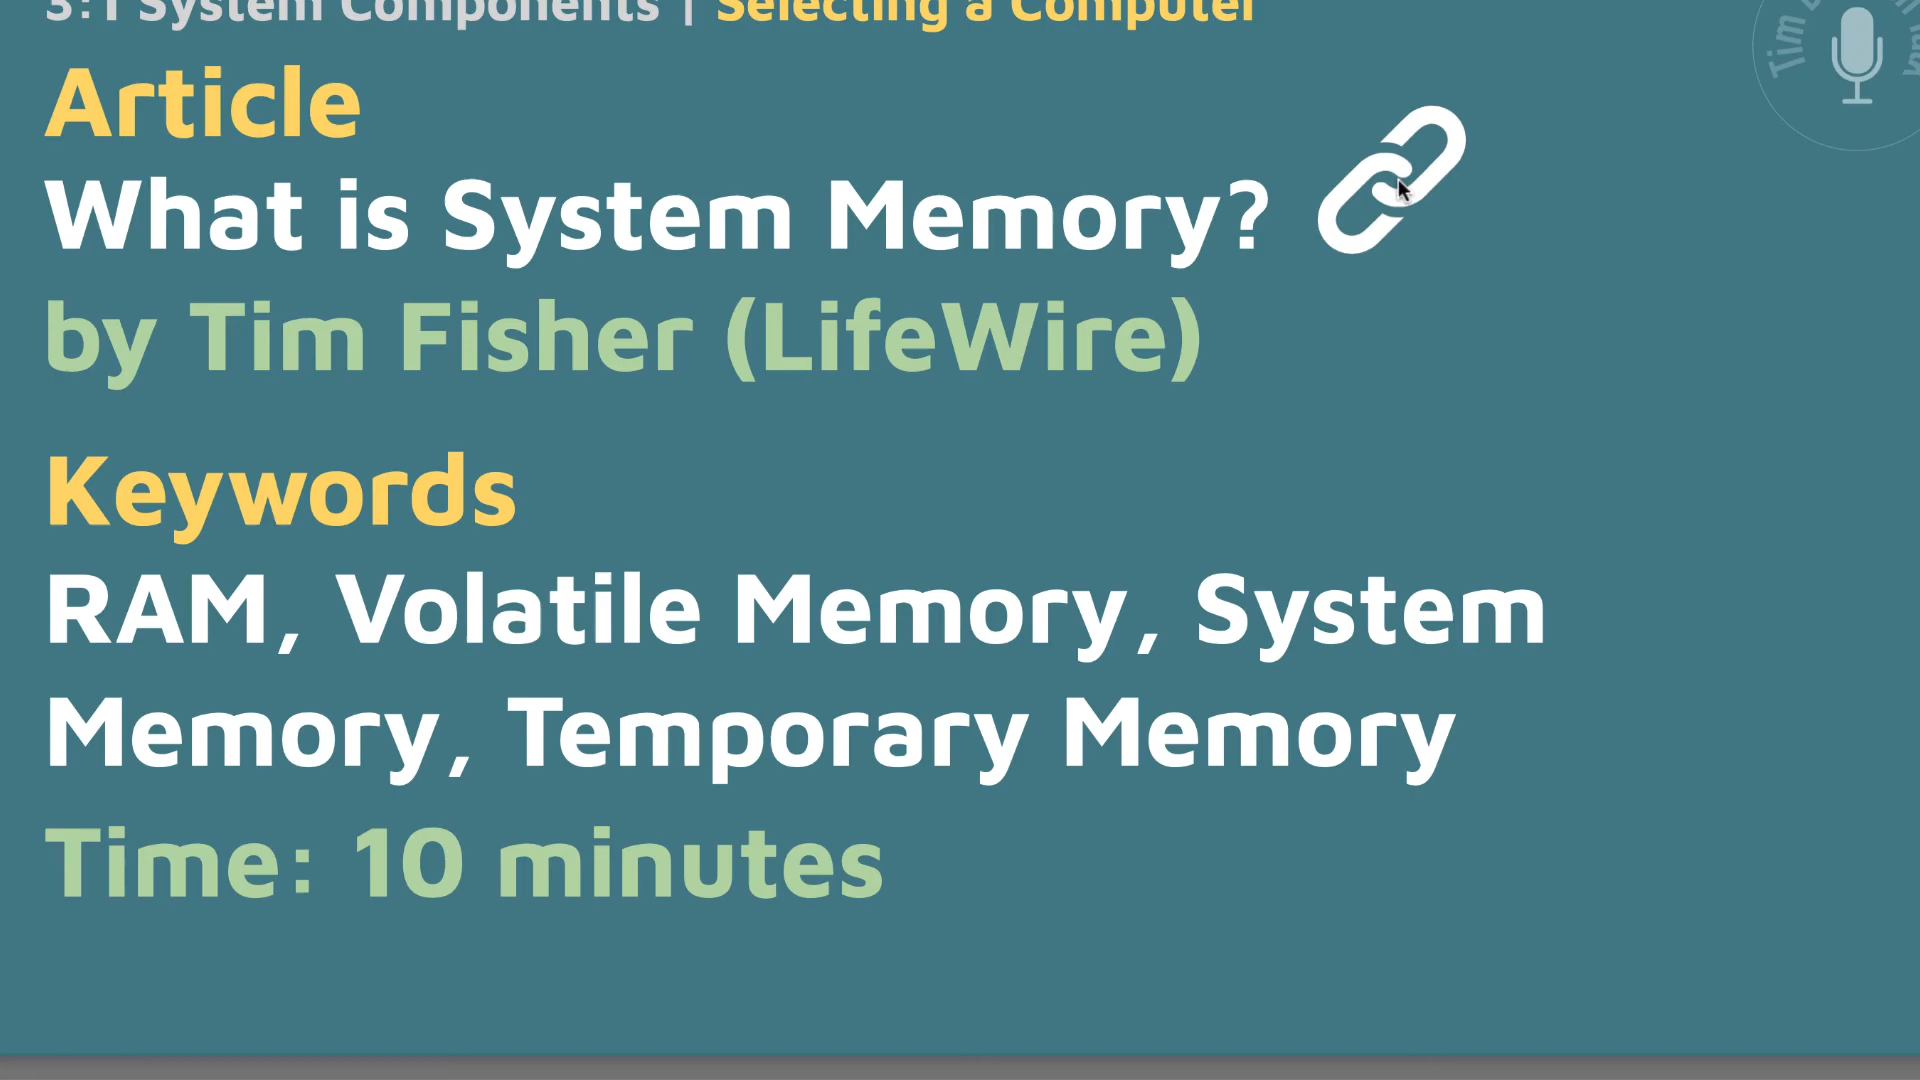 3:1 System Components | Selecting a Computer
Article
What is System Memory?
by Tim Fisher (LifeWire)
Keywords
RAM, Volatile Memory, System
Memory, Temporary Memory
Time: 10 minutes
Tim